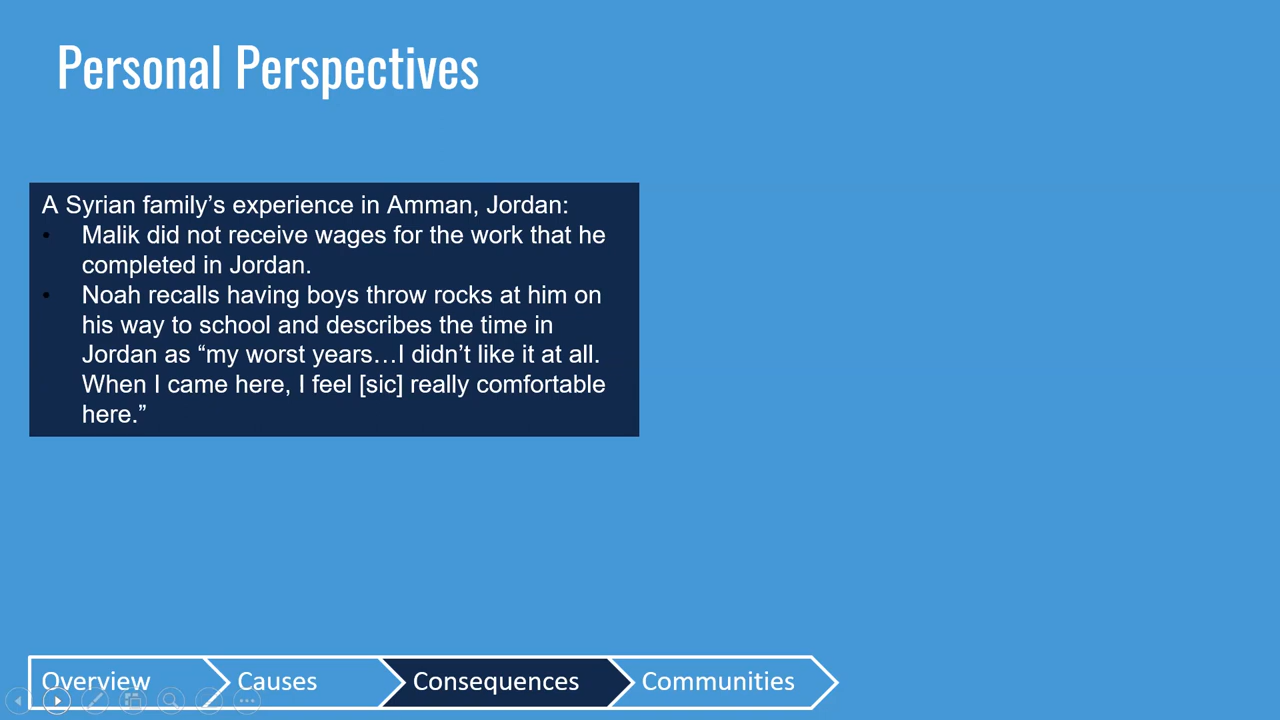 Personal Perspectives
A Syrian family’s experience in Amman, Jordan:
• Malik did not receive wages for the work that he
completed in Jordan.
• Noah recalls having boys throw rocks at him on
his way to school and describes the time in
Jordan as “my worst years…I didn’t like it at all.
When I came here, I feel [sic] really comfortable
here.”
Overview Causes Consequences Communities